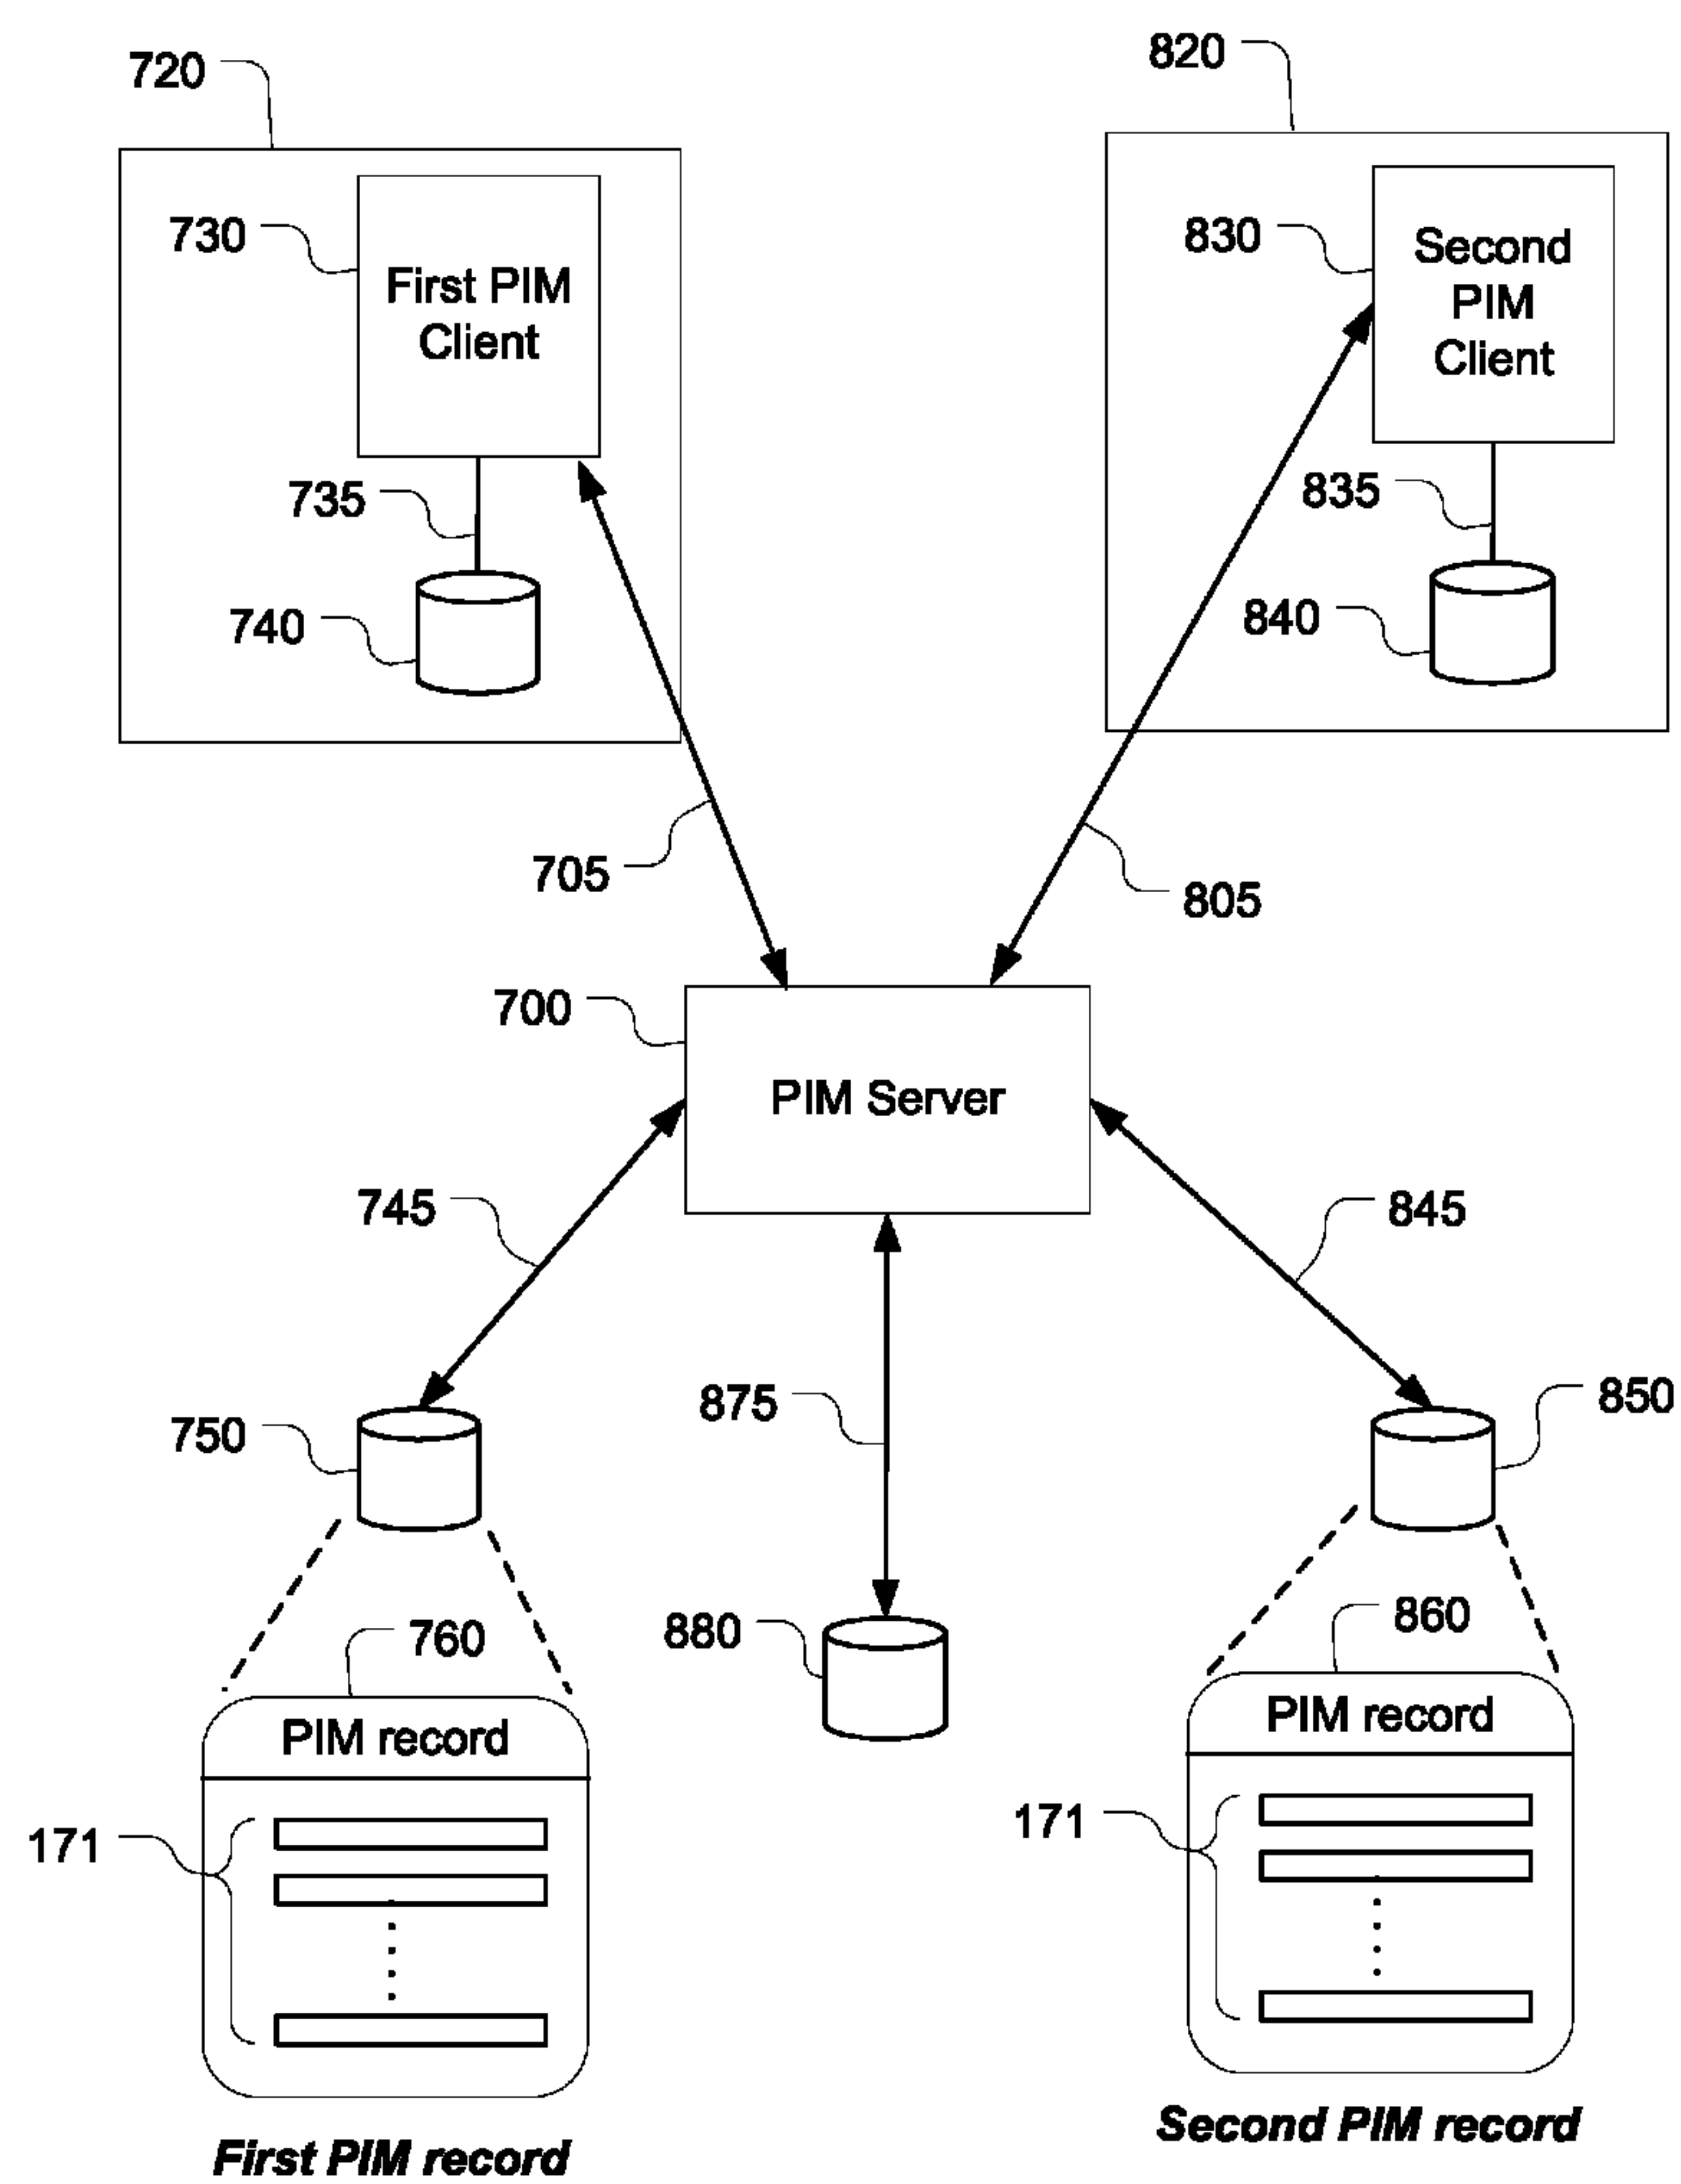 720
820
730
First PIM
Client
830
Second
PIM
Client
735
835
740
840
705
805
700
PIM Server
745
845
875
750
850
880
760
860
PIM record
PIM record
171
171
First PIM record
Second PIM record